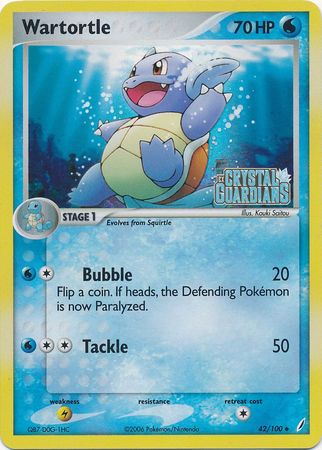 Wartortle 70 HP
EX CRYSTAL
GUARDIANS
Illus. Kouki Saitou
STAGE 1
Evolves from Squirtle
Bubble 20
Flip a coin. If heads, the Defending Pokémon
is now Paralyzed.
Tackle 50
weakness resistance retreat cost
©2006 Pokémon/Nintendo 42/100